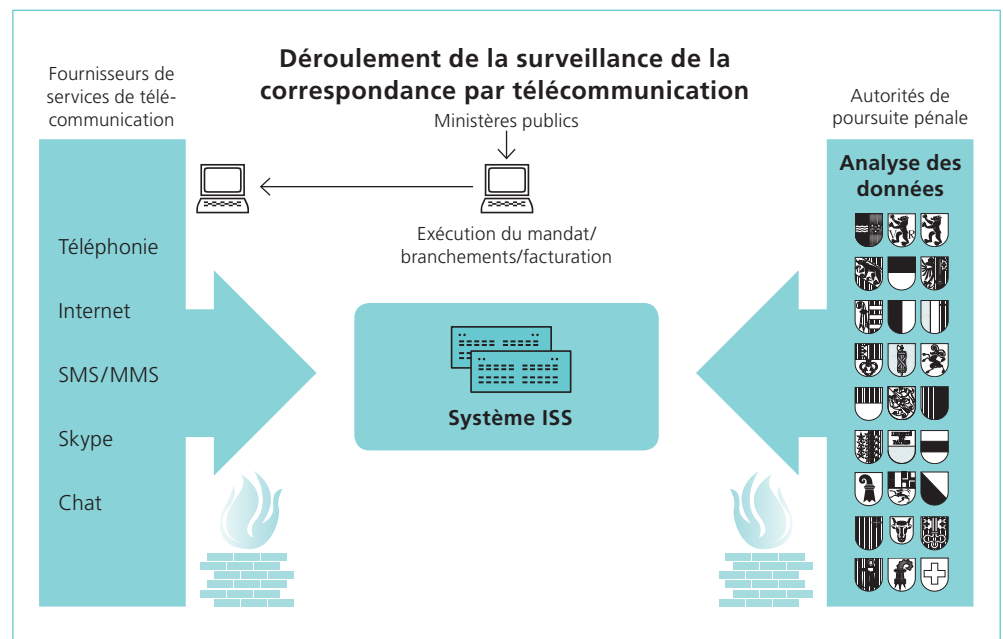 Déroulement de la surveillance de la
correspondance par télécommunication
Fournisseurs de
services de télé-
communication
Ministères publics
Autorités de
poursuite pénale
Analyse des
données
Exécution du mandat/
branchements/facturation
Téléphonie
Internet
SMS/MMS
Skype
Chat
Système ISS